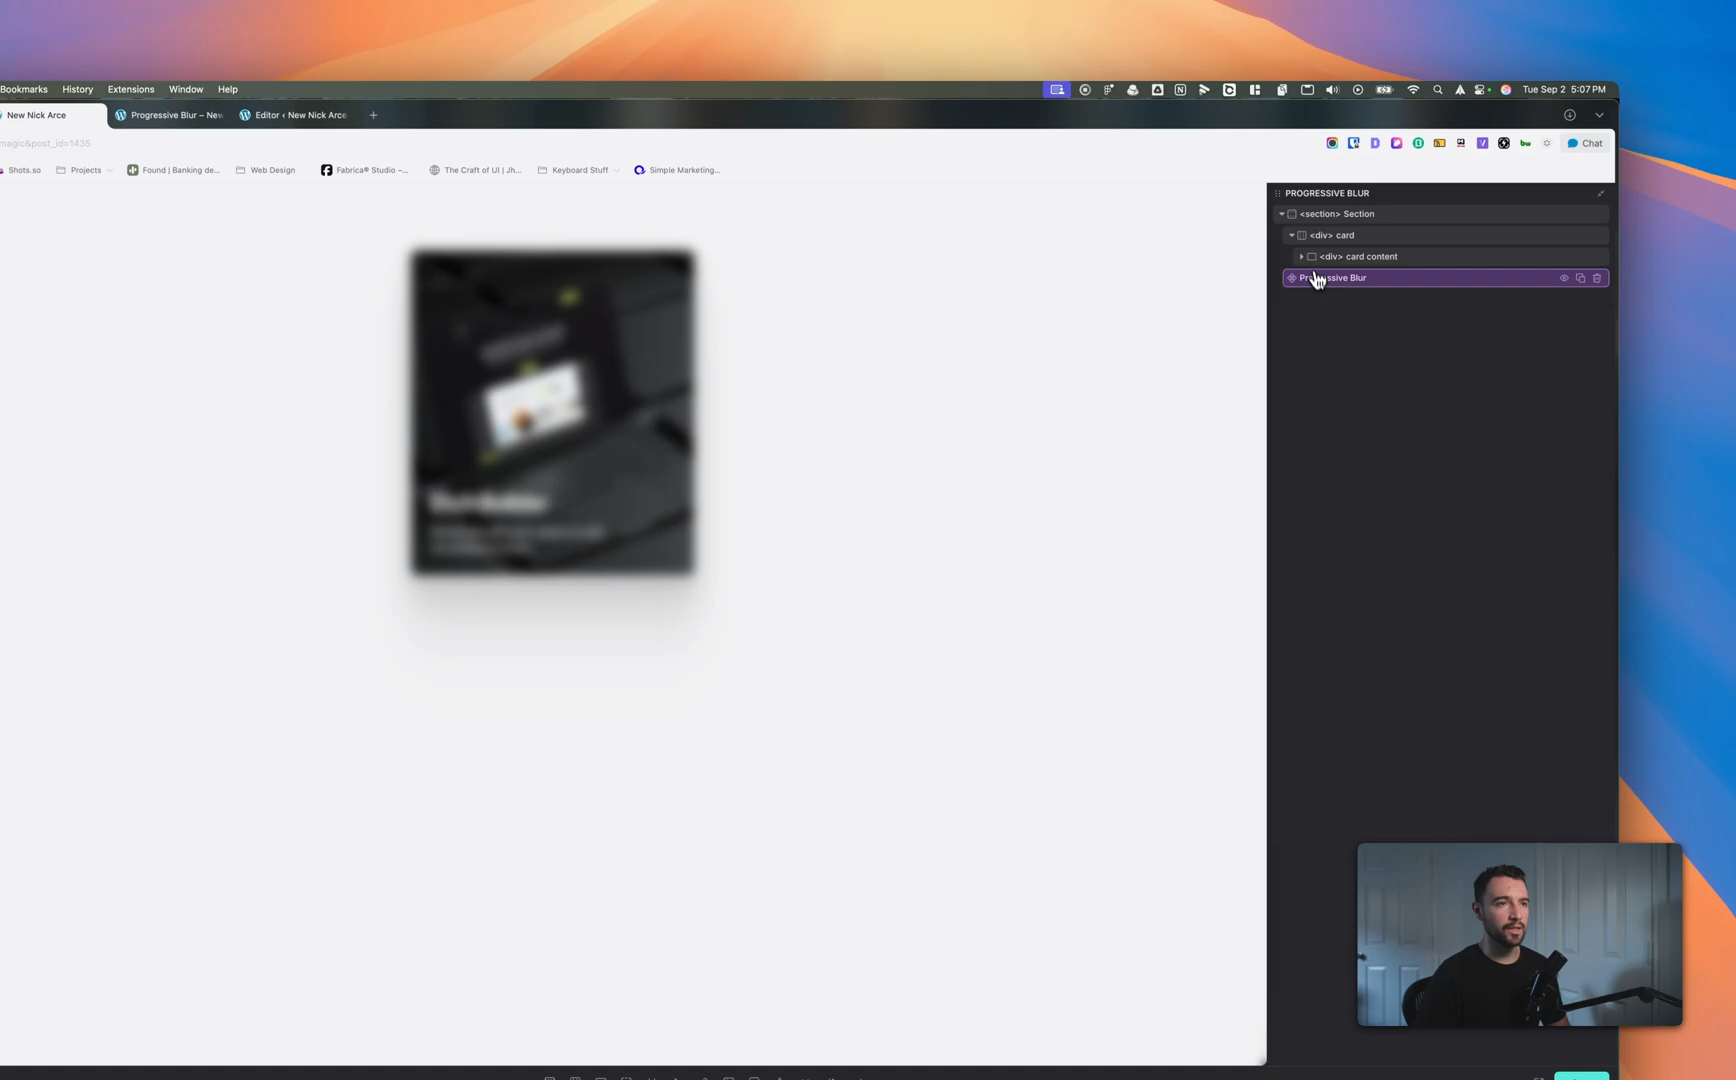 Bookmarks History Extensions Window Help
Tue Sep 2 5:07 PM
New Nick Arce
Progressive Blur – New
Editor ‹ New Nick Arce
magic&post_id=1435
Chat
Shots.so
Projects
Found | Banking de...
Web Design
Fabrica® Studio –...
The Craft of UI | Jh...
Keyboard Stuff
Simple Marketing...
PROGRESSIVE BLUR
<section> Section
<div> card
<div> card content
Progressive Blur